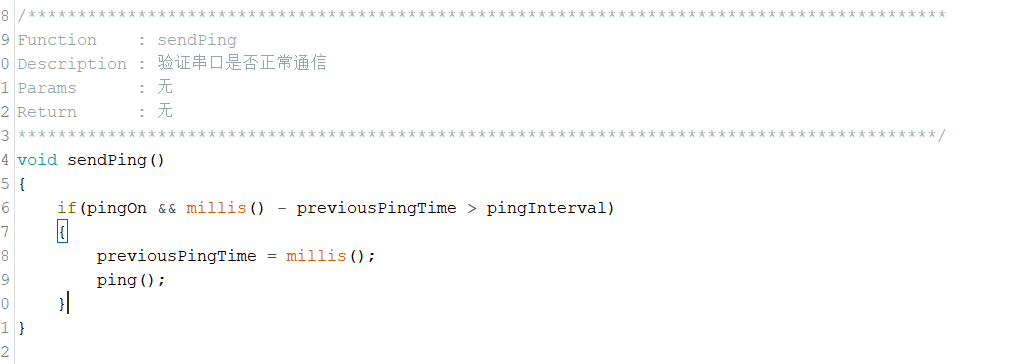 8 /********************************************************************************************
9 Function    : sendPing
0 Description : 验证串口是否正常通信
1 Params      : 无
2 Return      : 无
3 ********************************************************************************************/
4 void sendPing()
5 {
6     if(pingOn && millis() - previousPingTime > pingInterval)
7     {
8         previousPingTime = millis();
9         ping();
0     }
1 }
2